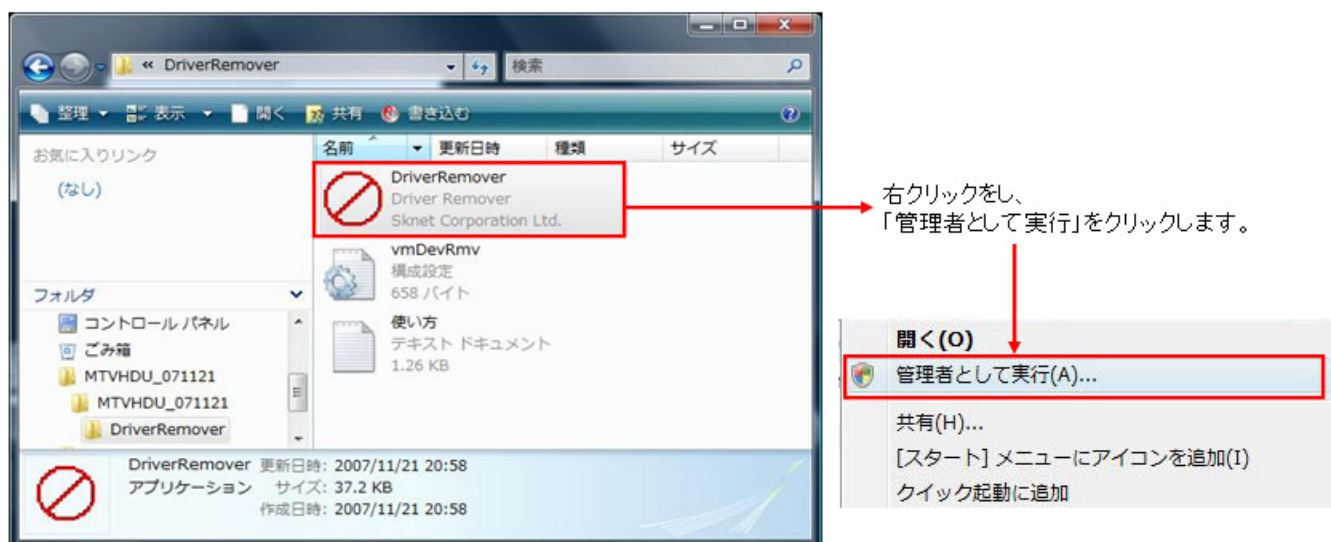 « DriverRemover
検索
整理
表示
開く
共有
書き込む
お気に入りリンク
(なし)
名前
更新日時
種類
サイズ
DriverRemover
Driver Remover
Sknet Corporation Ltd.
vmDevRmv
構成設定
658 バイト
使い方
テキスト ドキュメント
1.26 KB
フォルダ
コントロール パネル
ごみ箱
MTVHDU_071121
MTVHDU_071121
DriverRemover
DriverRemover 更新日時: 2007/11/21 20:58
アプリケーション サイズ: 37.2 KB
作成日時: 2007/11/21 20:58
右クリックをし、
「管理者として実行」をクリックします。
開く(O)
管理者として実行(A)...
共有(H)...
[スタート] メニューにアイコンを追加(I)
クイック起動に追加